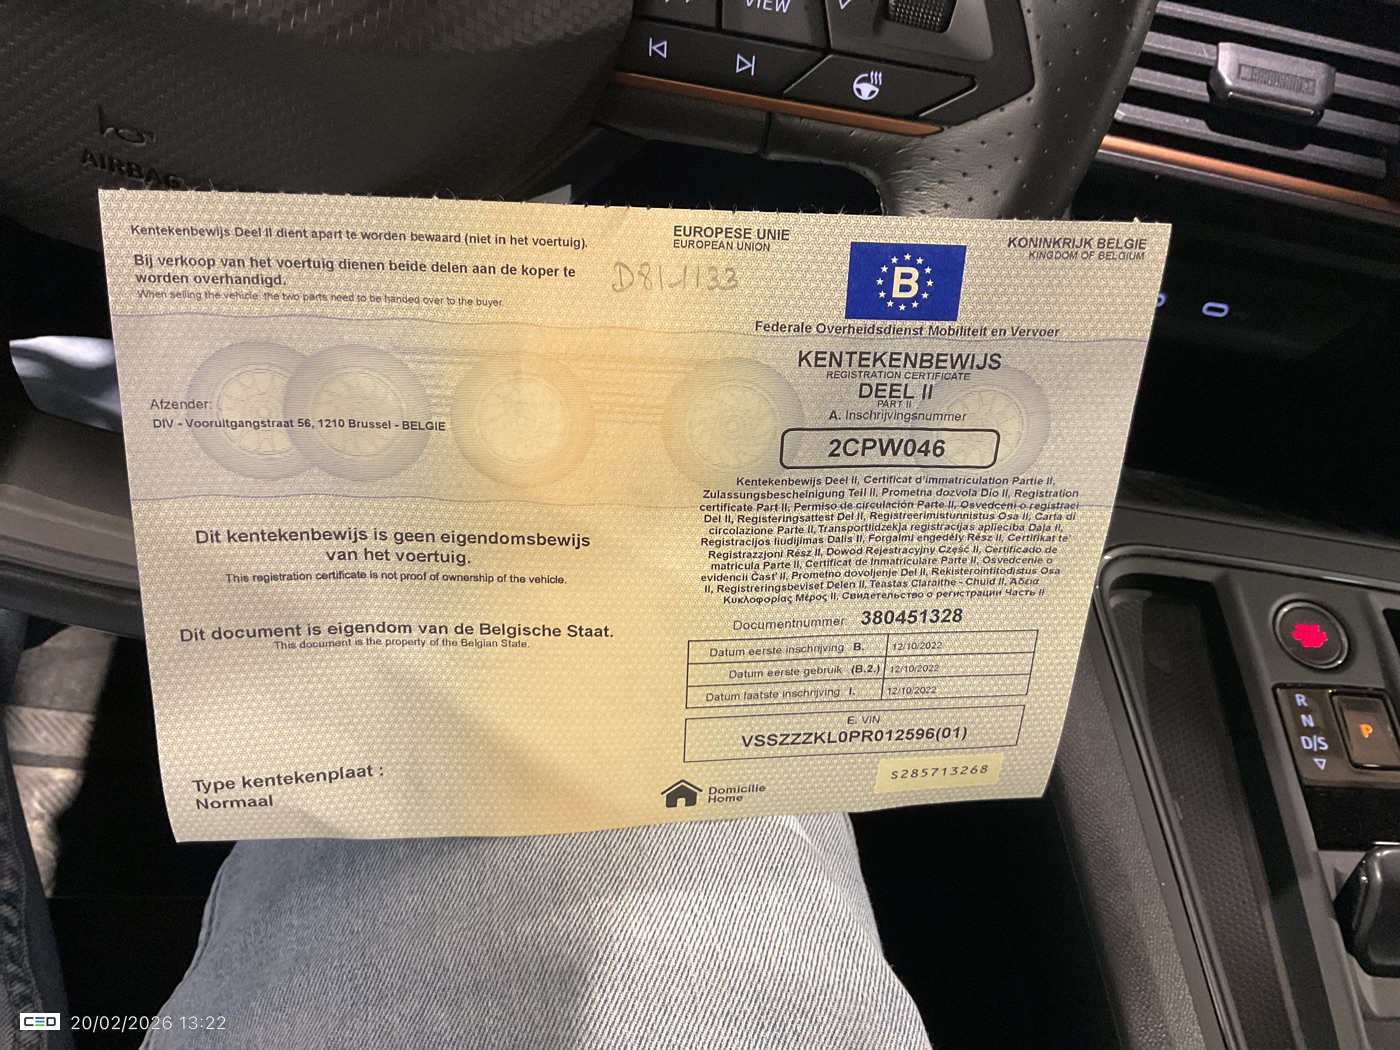 VIEW
AIRBAG
Kentekenbewijs Deel II dient apart te worden bewaard (niet in het voertuig).
Bij verkoop van het voertuig dienen beide delen aan de koper te
worden overhandigd.
When selling the vehicle, the two parts need to be handed over to the buyer.
EUROPESE UNIE
EUROPEAN UNION
KONINKRIJK BELGIE
KINGDOM OF BELGIUM
B
Federale Overheidsdienst Mobiliteit en Vervoer
KENTEKENBEWIJS
REGISTRATION CERTIFICATE
DEEL II
PART II
A. Inschrijvingsnummer
2CPW046
Afzender:
DIV - Vooruitgangstraat 56, 1210 Brussel - BELGIE
Kentekenbewijs Deel II, Certificat d'immatriculation Partie II,
Zulassungsbescheinigung Teil II, Prometna dozvola Dio II, Registration
certificate Part II, Permiso de circulación Parte II, Osvedceni o registraci
Del II, Registeringsattest Del II, Registreerimistunnistus Osa II, Carta di
circolazione Parte II, Transportlidzekja registracijas aplieciba Dala II,
Registracijos liudijimas Dalis II, Forgalmi engedély Rész II, Certifikat te'
Registrazzjoni Rész II, Dowod Rejestracyjny Część II, Certificado de
matricula Parte II, Certificat de Inmatriculare Parte II, Osvedcenie o
evidencii Čast' II, Prometno dovoljenje Del II, Rekisteröintitodistus Osa
II, Registreringsbeviset Delen II, Teastas Claraithe - Chuid II, Άδεια
Κυκλοφορίας Μέρος II, Свидетельство о регистрации Часть II
Dit kentekenbewijs is geen eigendomsbewijs
van het voertuig.
This registration certificate is not proof of ownership of the vehicle.
Dit document is eigendom van de Belgische Staat.
This document is the property of the Belgian State.
Documentnummer: 380451328
Datum eerste inschrijving B. 12/10/2022
Datum eerste gebruik (B.2.) 12/10/2022
Datum laatste inschrijving I. 12/10/2022
E. VIN
VSSZZZKL0PR012596(01)
S285713268
Type kentekenplaat :
Normaal
Domicilie
Home
R
N
D/S
P
CED 20/02/2026 13:22